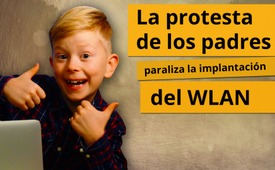 La protesta
de los padres
paraliza la implantación
del WLAN